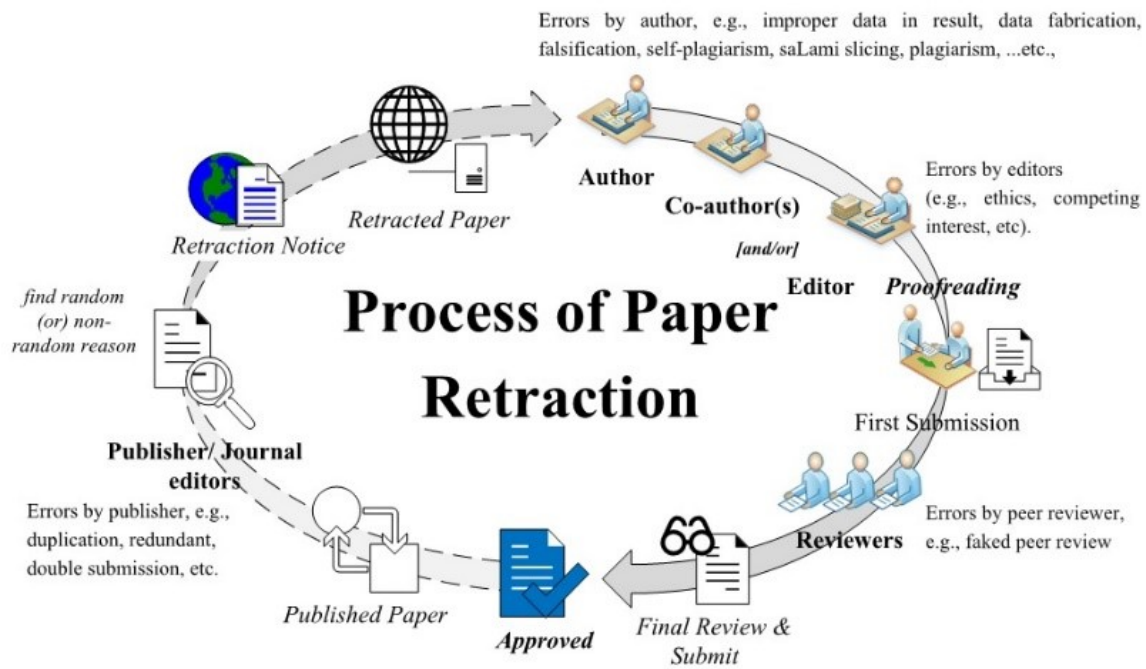 Errors by author, e.g., improper data in result, data fabrication,
falsification, self-plagiarism, saLami slicing, plagiarism, ...etc.,
Author
Co-author(s)
[and/or]
Editor
Proofreading
Errors by editors
(e.g., ethics, competing
interest, etc).
First Submission
Reviewers
Errors by peer reviewer,
e.g., faked peer review
Final Review &
Submit
Approved
Published Paper
Publisher/ Journal
editors
Errors by publisher, e.g.,
duplication, redundant,
double submission, etc.
find random
(or) non-
random reason
Retraction Notice
Retracted Paper
Process of Paper
Retraction